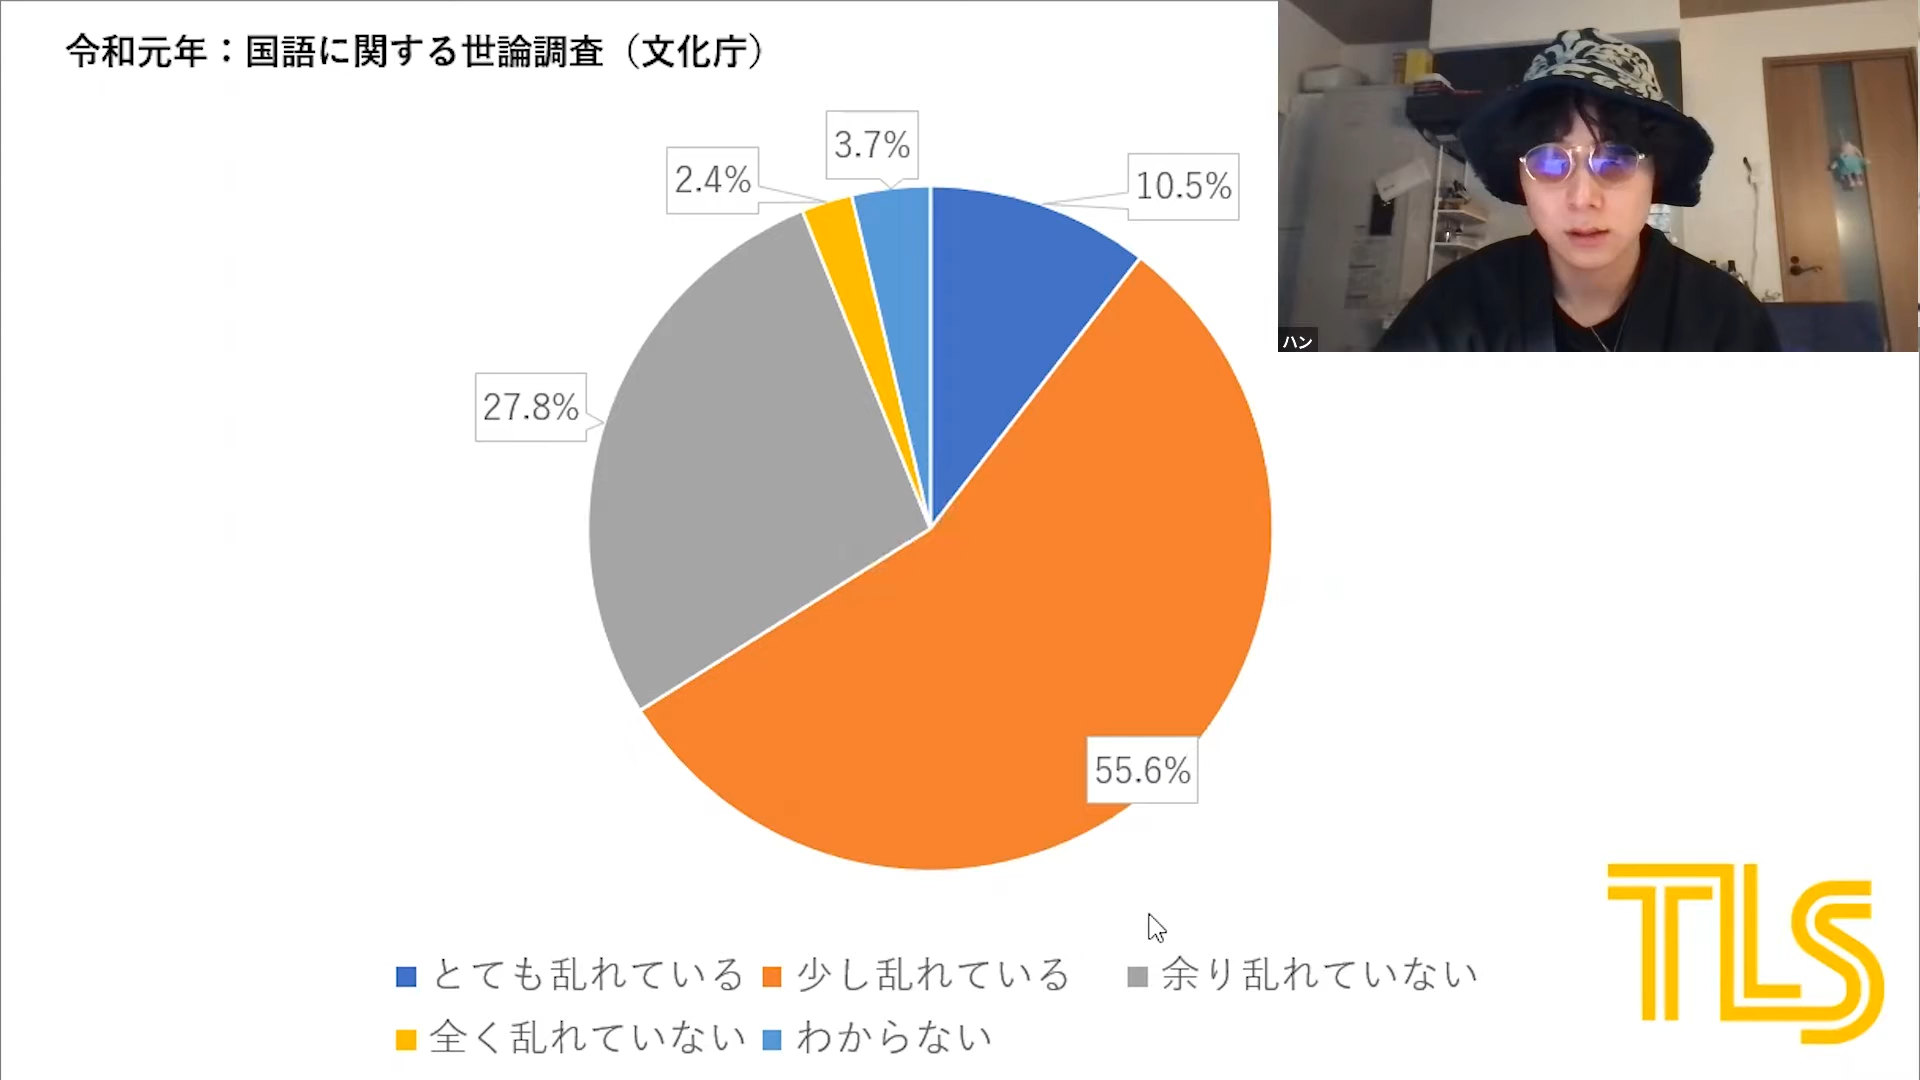 令和元年：国語に関する世論調査（文化庁）
3.7%
2.4%
10.5%
27.8%
55.6%
ハン
とても乱れている
少し乱れている
余り乱れていない
全く乱れていない
わからない
TLS